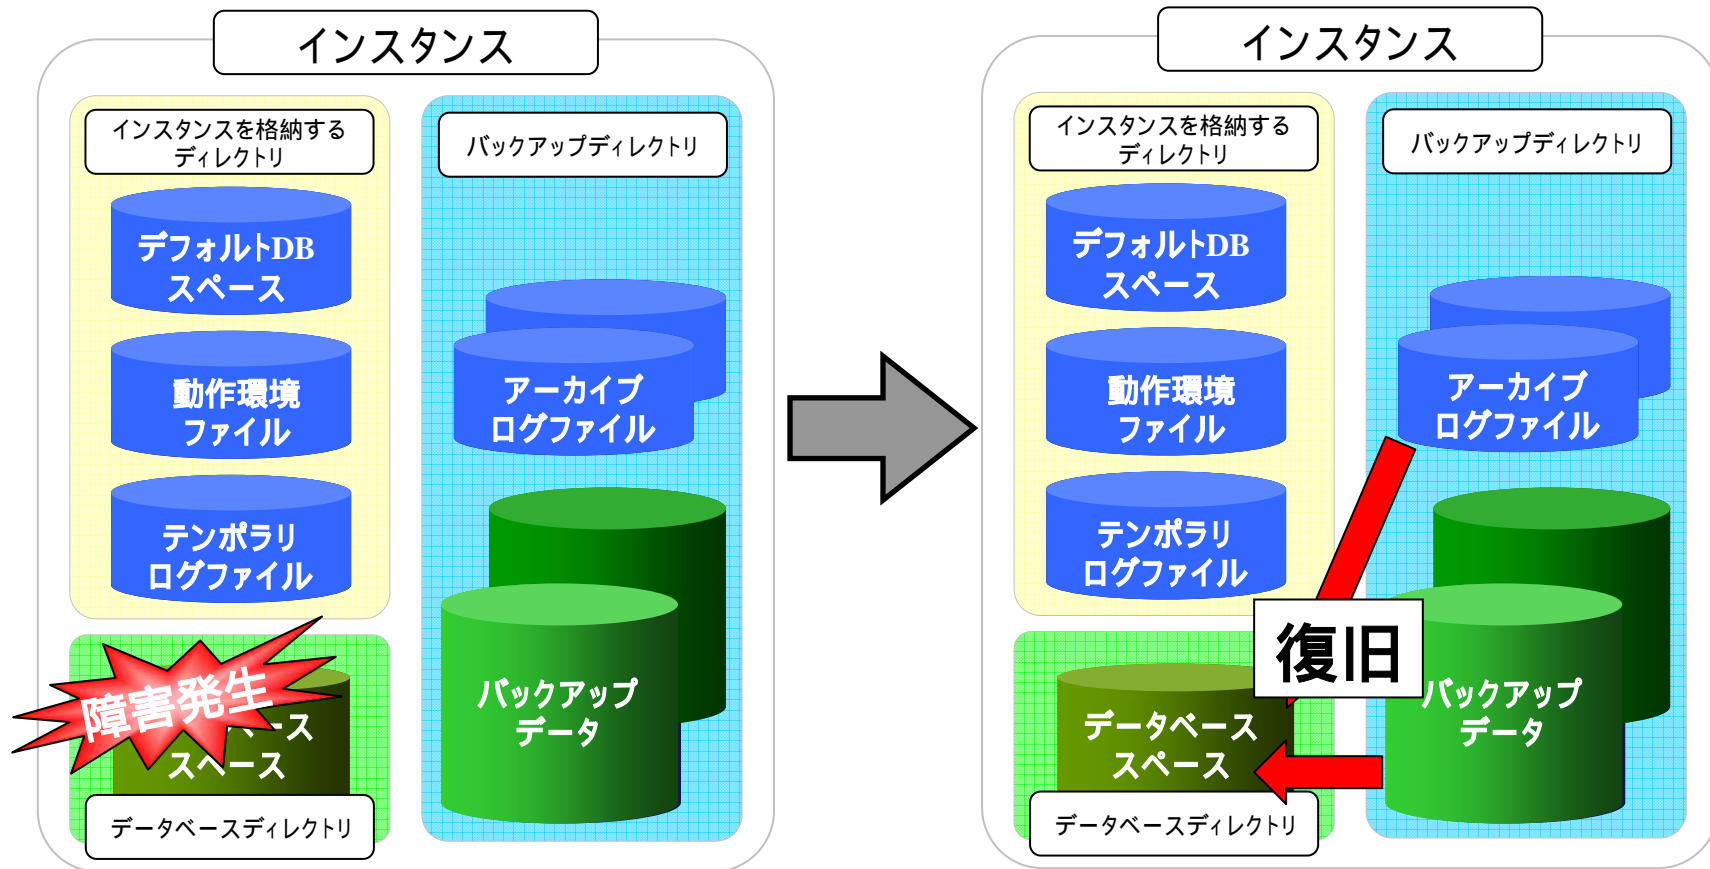 インスタンス
インスタンスを格納する
ディレクトリ
デフォルトDB
スペース
動作環境
ファイル
テンポラリ
ログファイル
障害発生
ベース
スペース
データベースディレクトリ
バックアップディレクトリ
アーカイブ
ログファイル
バックアップ
データ
インスタンス
インスタンスを格納する
ディレクトリ
デフォルトDB
スペース
動作環境
ファイル
テンポラリ
ログファイル
データベース
スペース
データベースディレクトリ
バックアップディレクトリ
アーカイブ
ログファイル
復旧
バックアップ
データ